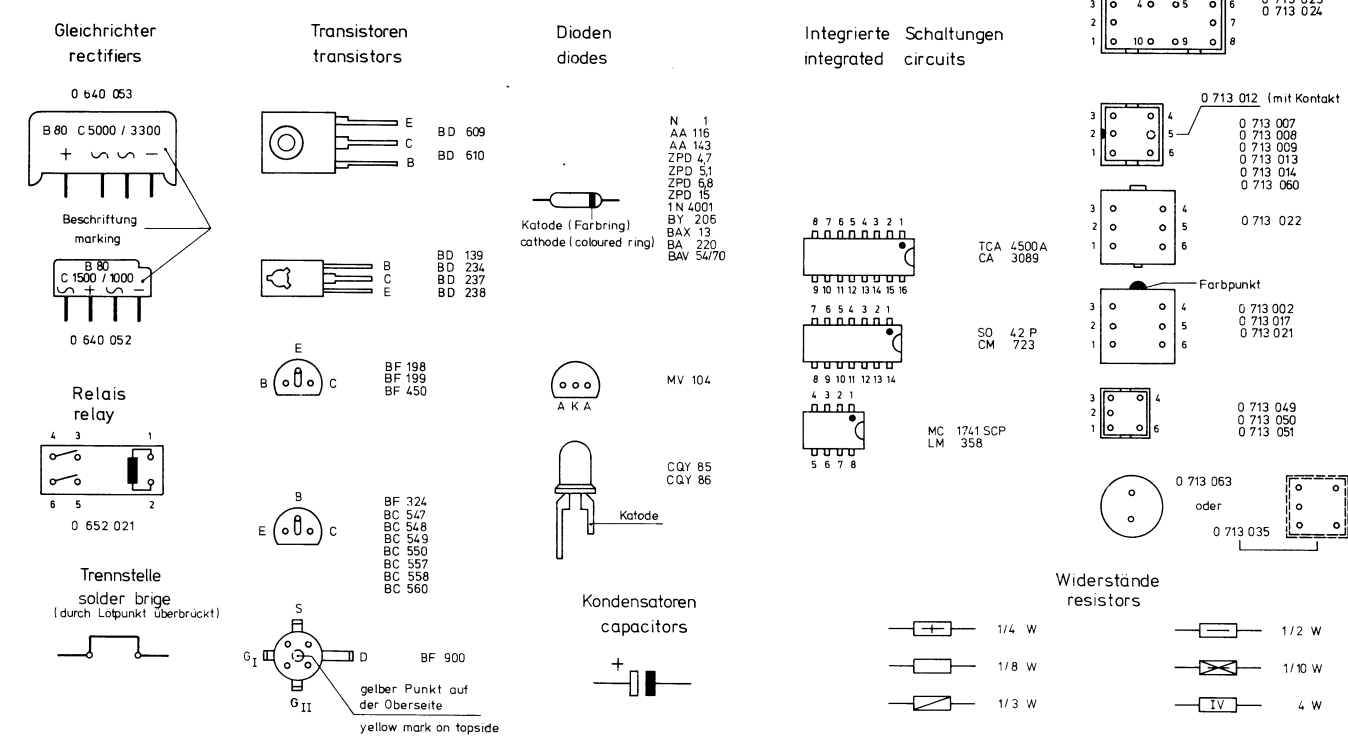 Gleichrichter
rectifiers
0 640 053
B 80 C 5000 / 3300
+ ∽ ∽ −
Beschriftung
marking
B 80
C 1500 / 1000
∽ + ∽ −
0 640 052
Relais
relay
4 3 1
6 5 2
0 652 021
Trennstelle
solder brige
(durch Lötpunkt überbrückt)
Transistoren
transistors
E
C
B
BD 609
BD 610
B
C
E
BD 139
BD 234
BD 237
BD 238
E
B C
BF 198
BF 199
BF 450
B
E C
BF 324
BC 547
BC 548
BC 549
BC 550
BC 557
BC 558
BC 560
S
G I D
G II
BF 900
gelber Punkt auf
der Oberseite
yellow mark on topside
Dioden
diodes
Katode (Farbring)
cathode (coloured ring)
N 1
AA 116
AA 143
ZPD 4,7
ZPD 5,1
ZPD 6,8
ZPD 15
1 N 4001
BY 206
BAX 13
BA 220
BAV 54/70
A K A
MV 104
CQY 85
CQY 86
Katode
Kondensatoren
capacitors
+
Integrierte Schaltungen
integrated circuits
8 7 6 5 4 3 2 1
9 10 11 12 13 14 15 16
TCA 4500A
CA 3089
7 6 5 4 3 2 1
8 9 10 11 12 13 14
SO 42 P
CM 723
4 3 2 1
5 6 7 8
MC 1741 SCP
LM 358
3 4 5 6
2 7
1 10 9 8
0 713 024
0 713 012 (mit Kontakt
3 4
2 5
1 6
0 713 007
0 713 008
0 713 009
0 713 013
0 713 014
0 713 060
3 4
2 5
1 6
0 713 022
Farbpunkt
3 4
2 5
1 6
0 713 002
0 713 017
0 713 021
3 4
2
1 6
0 713 049
0 713 050
0 713 051
0 713 063
oder
0 713 035
Widerstände
resistors
1/4 W
1/8 W
1/3 W
1/2 W
1/10 W
IV 4 W